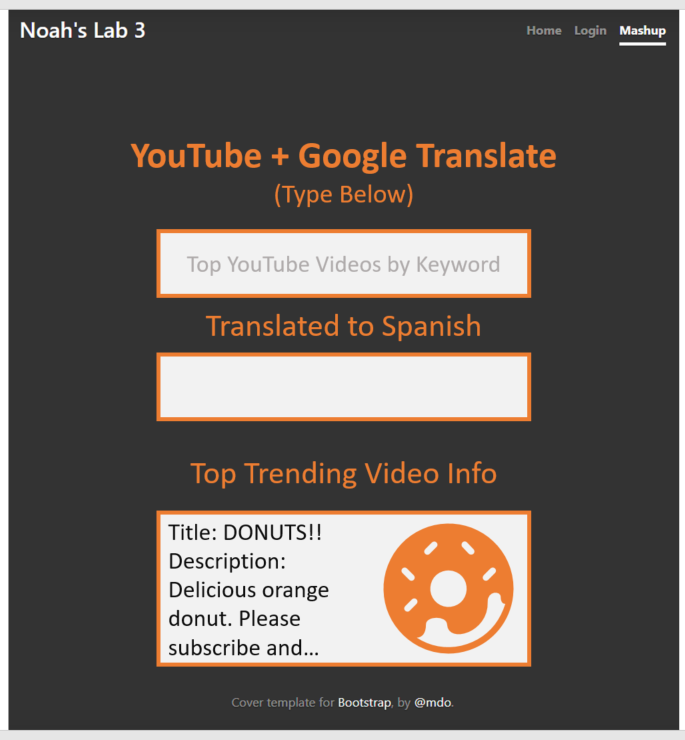 Noah's Lab 3
Home Login Mashup
YouTube + Google Translate
(Type Below)
Top YouTube Videos by Keyword
Translated to Spanish
Top Trending Video Info
Title: DONUTS!!
Description:
Delicious orange
donut. Please
subscribe and...
Cover template for Bootstrap, by @mdo.